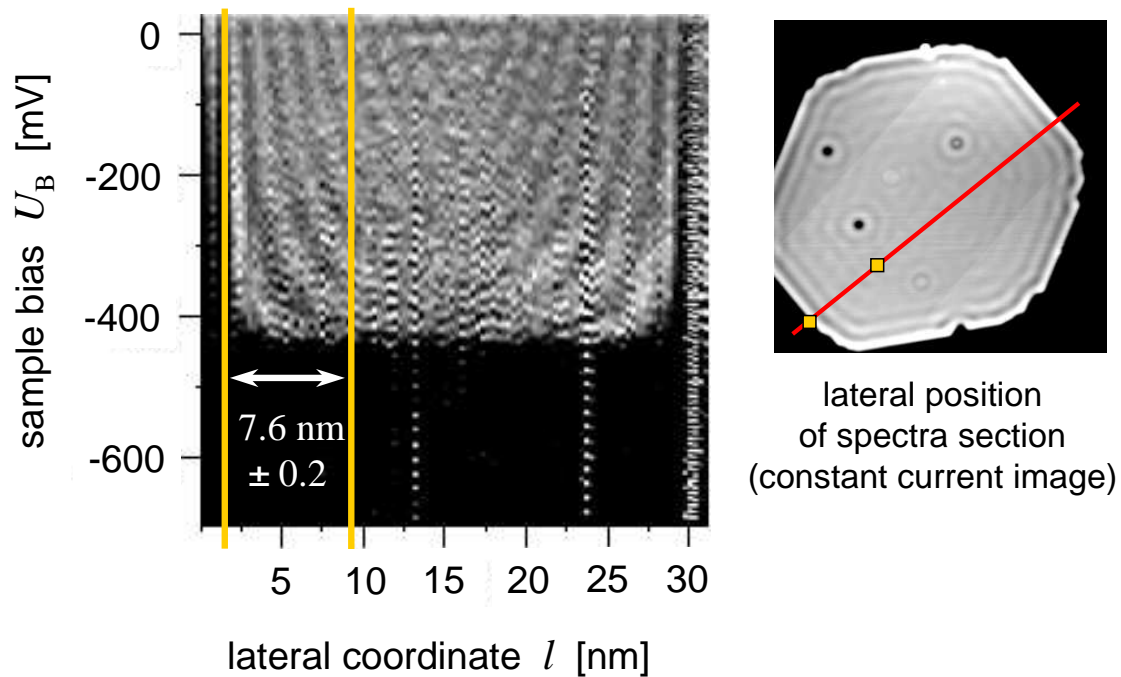 0
-200
-400
-600
sample bias U_B [mV]
7.6 nm
± 0.2
5 10 15 20 25 30
lateral coordinate l [nm]
lateral position
of spectra section
(constant current image)